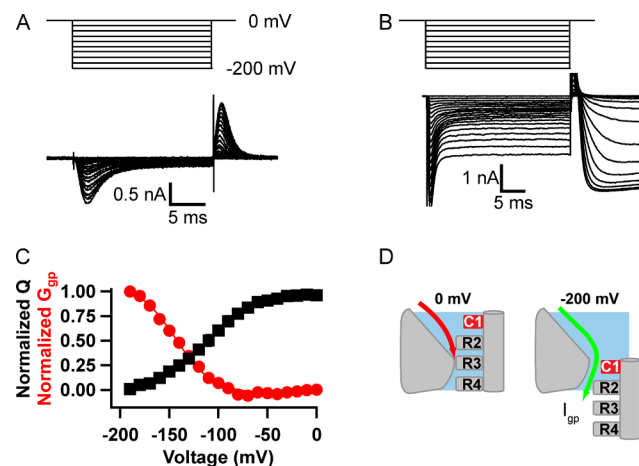 A
0 mV
-200 mV
0.5 nA
5 ms
B
1 nA
5 ms
C
Normalized Q
Normalized Ggp
1.00
0.75
0.50
0.25
0.00
-200
-150
-100
-50
0
Voltage (mV)
D
0 mV
C1
R2
R3
R4
-200 mV
C1
R2
R3
R4
Igp